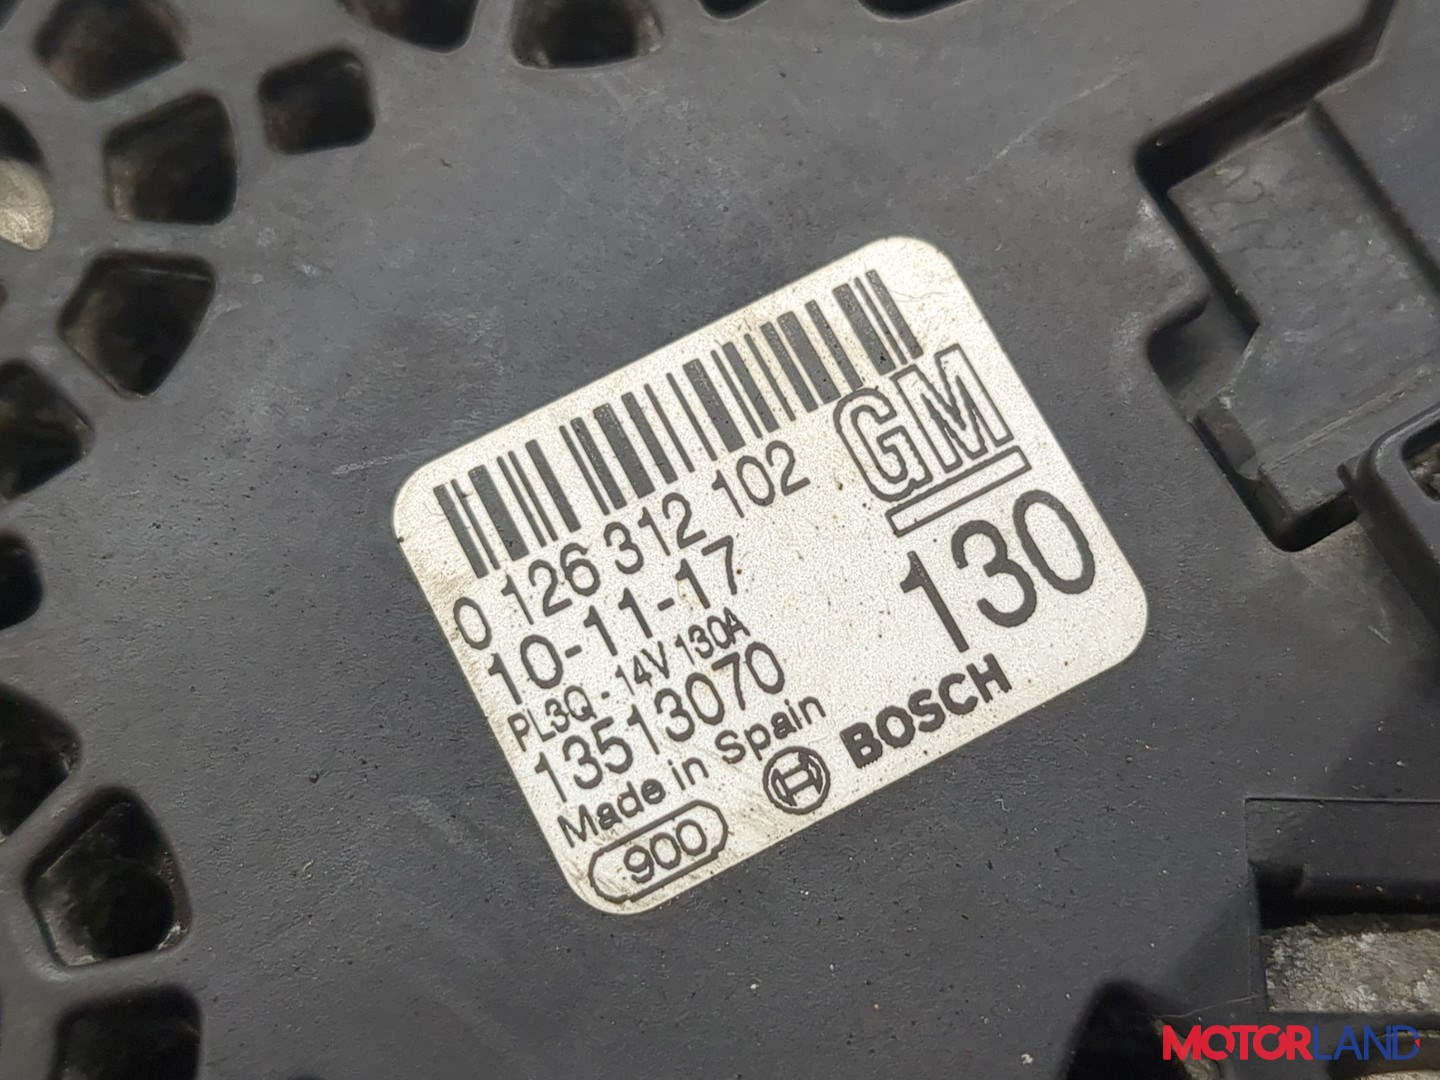 0 126 312 102
10-11-17
PL3Q - 14V 130A
13513070
Made in Spain
900
GM
130
BOSCH
MOTORLAND